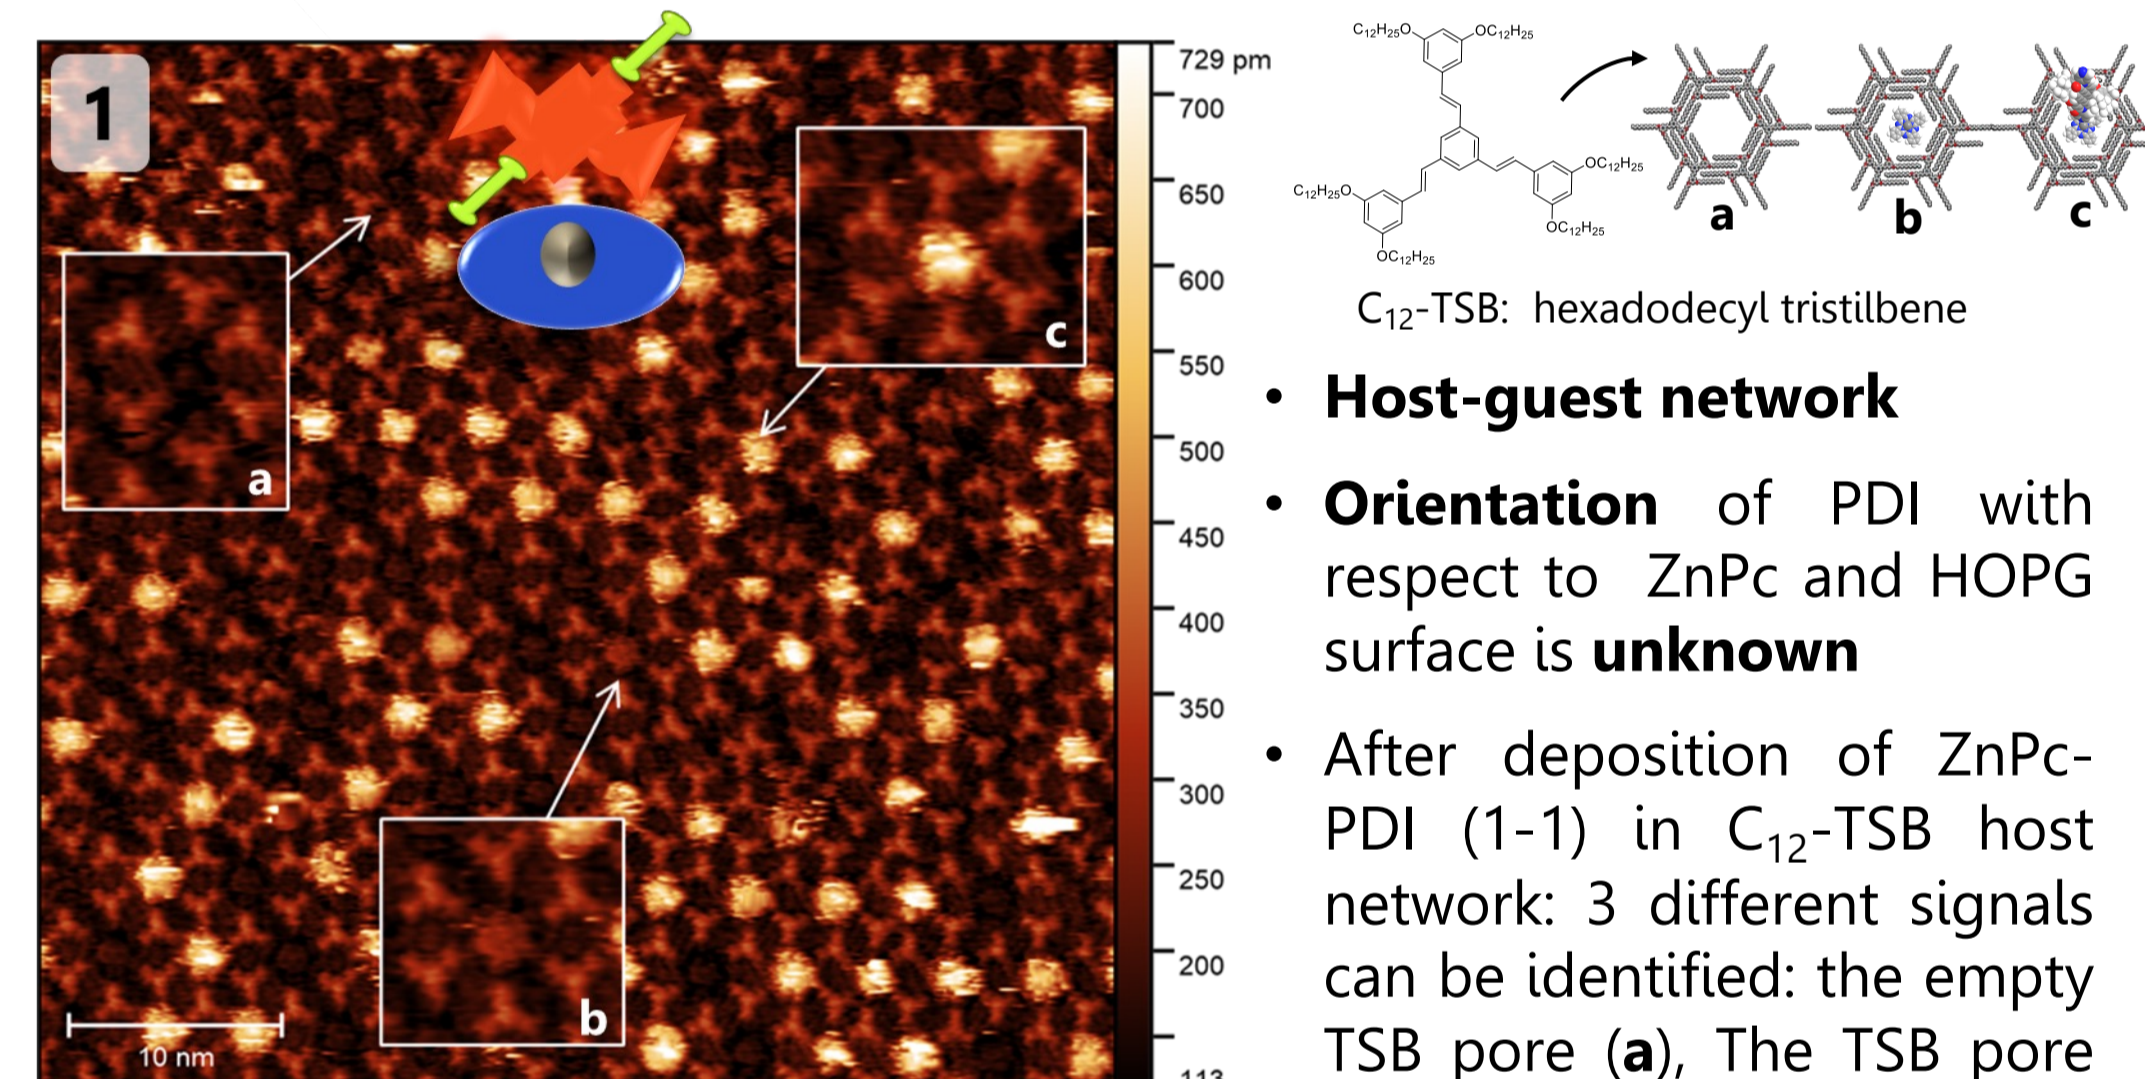 1
a
b
c
10 nm
729 pm
700
650
600
550
500
450
400
350
300
250
200
113
C12H25O
OC12H25
C12H25O
OC12H25
OC12H25
OC12H25
a
b
c
C₁₂-TSB: hexadodecyl tristilbene
• Host-guest network
• Orientation of PDI with
respect to ZnPc and HOPG
surface is unknown
• After deposition of ZnPc-
PDI (1-1) in C₁₂-TSB host
network: 3 different signals
can be identified: the empty
TSB pore (a), The TSB pore